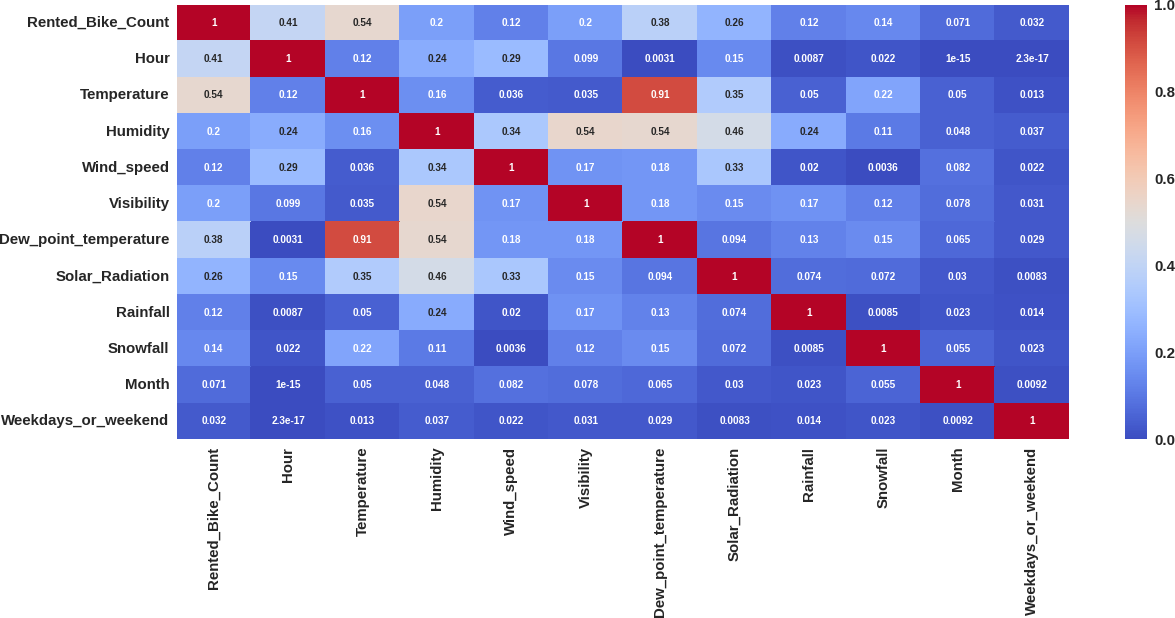 Rented_Bike_Count 1 0.41 0.54 0.2 0.12 0.2 0.38 0.26 0.12 0.14 0.071 0.032
Hour 0.41 1 0.12 0.24 0.29 0.099 0.0031 0.15 0.0087 0.022 1e-15 2.3e-17
Temperature 0.54 0.12 1 0.16 0.036 0.035 0.91 0.35 0.05 0.22 0.05 0.013
Humidity 0.2 0.24 0.16 1 0.34 0.54 0.54 0.46 0.24 0.11 0.048 0.037
Wind_speed 0.12 0.29 0.036 0.34 1 0.17 0.18 0.33 0.02 0.0036 0.082 0.022
Visibility 0.2 0.099 0.035 0.54 0.17 1 0.18 0.15 0.17 0.12 0.078 0.031
Dew_point_temperature 0.38 0.0031 0.91 0.54 0.18 0.18 1 0.094 0.13 0.15 0.065 0.029
Solar_Radiation 0.26 0.15 0.35 0.46 0.33 0.15 0.094 1 0.074 0.072 0.03 0.0083
Rainfall 0.12 0.0087 0.05 0.24 0.02 0.17 0.13 0.074 1 0.0085 0.023 0.014
Snowfall 0.14 0.022 0.22 0.11 0.0036 0.12 0.15 0.072 0.0085 1 0.055 0.023
Month 0.071 1e-15 0.05 0.048 0.082 0.078 0.065 0.03 0.023 0.055 1 0.0092
Weekdays_or_weekend 0.032 2.3e-17 0.013 0.037 0.022 0.031 0.029 0.0083 0.014 0.023 0.0092 1
Rented_Bike_Count
Hour
Temperature
Humidity
Wind_speed
Visibility
Dew_point_temperature
Solar_Radiation
Rainfall
Snowfall
Month
Weekdays_or_weekend
1.0
0.8
0.6
0.4
0.2
0.0